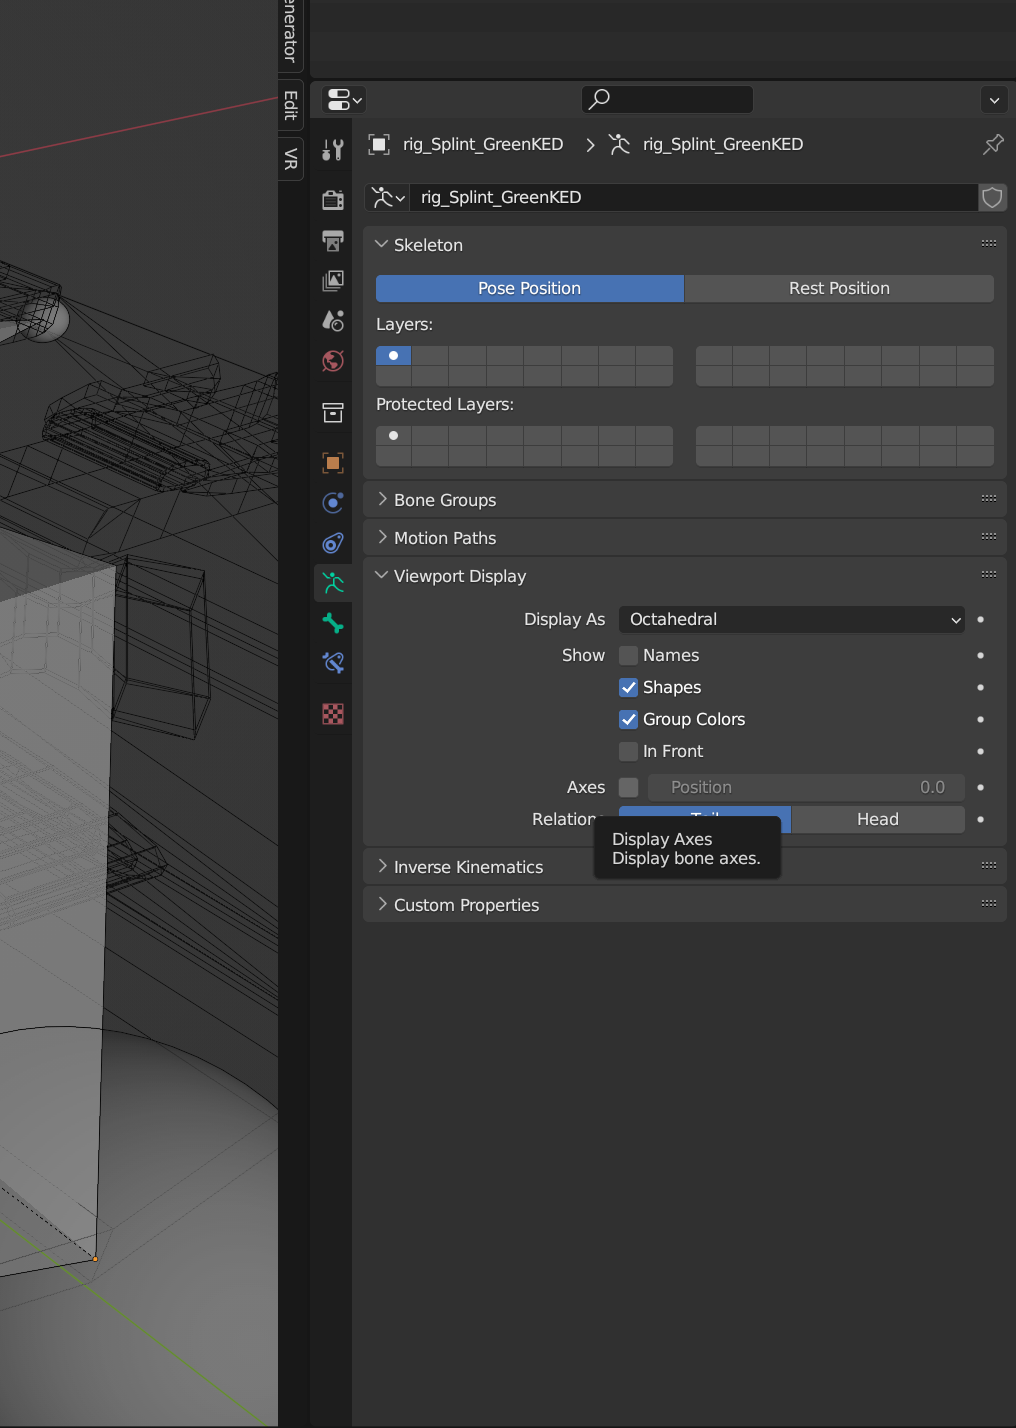 enerator
Edit
VR
rig_Splint_GreenKED > rig_Splint_GreenKED
rig_Splint_GreenKED
Skeleton
Pose Position Rest Position
Layers:
Protected Layers:
Bone Groups
Motion Paths
Viewport Display
Display As Octahedral
Show Names
Shapes
Group Colors
In Front
Axes Position 0.0
Relation Head
Display Axes
Display bone axes.
Inverse Kinematics
Custom Properties